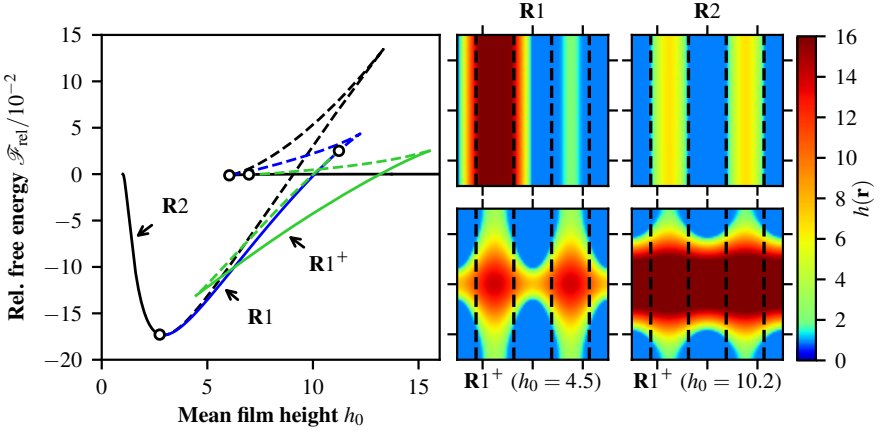 R1
R2
15
10
5
0
−5
−10
−15
−20
Rel. free energy ℱrel/10⁻²
R2
R1⁺
R1
0
5
10
15
Mean film height h₀
R1⁺ (h₀ = 4.5)
R1⁺ (h₀ = 10.2)
16
14
12
10
8
6
4
2
0
h(r)